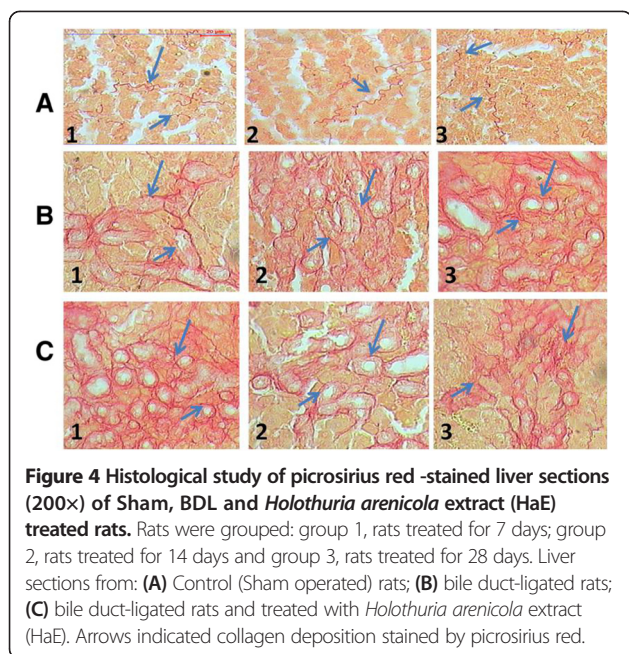 20 µm
A
1
2
3
B
1
2
3
C
1
2
3
Figure 4 Histological study of picrosirius red -stained liver sections
(200×) of Sham, BDL and Holothuria arenicola extract (HaE)
treated rats. Rats were grouped: group 1, rats treated for 7 days; group
2, rats treated for 14 days and group 3, rats treated for 28 days. Liver
sections from: (A) Control (Sham operated) rats; (B) bile duct-ligated rats;
(C) bile duct-ligated rats and treated with Holothuria arenicola extract
(HaE). Arrows indicated collagen deposition stained by picrosirius red.